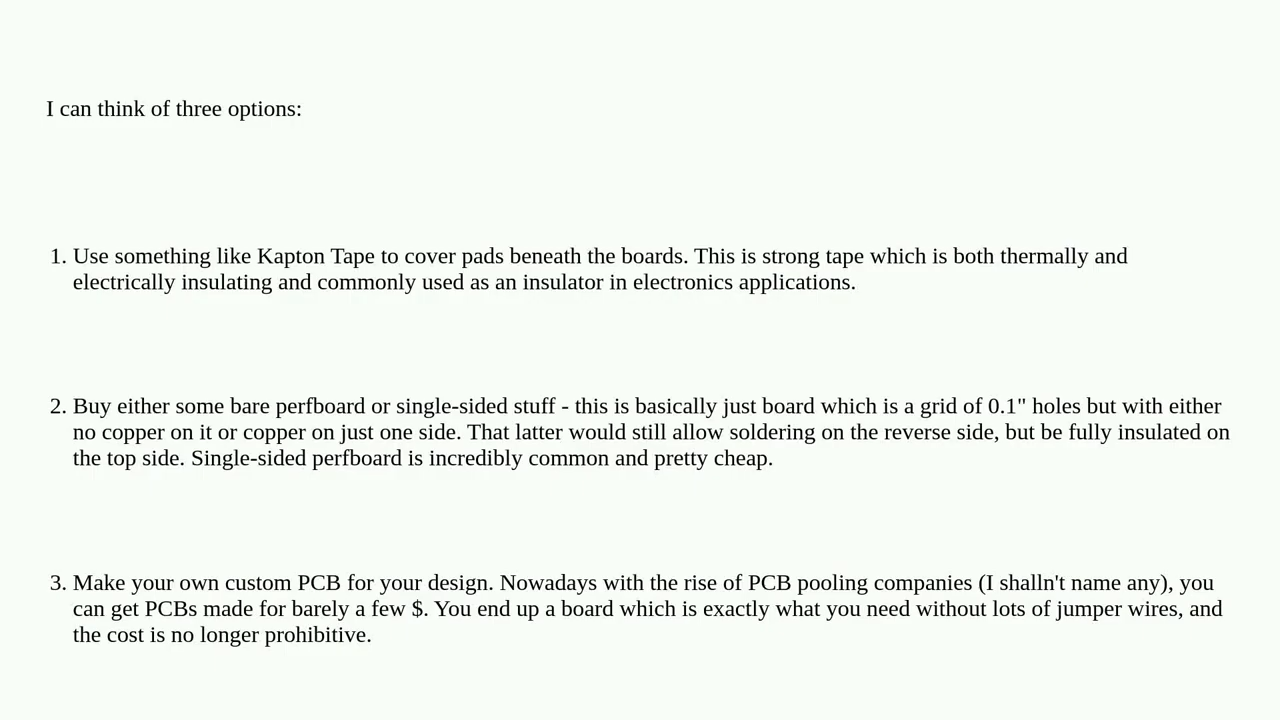 I can think of three options:
1. Use something like Kapton Tape to cover pads beneath the boards. This is strong tape which is both thermally and
electrically insulating and commonly used as an insulator in electronics applications.
2. Buy either some bare perfboard or single-sided stuff - this is basically just board which is a grid of 0.1" holes but with either
no copper on it or copper on just one side. That latter would still allow soldering on the reverse side, but be fully insulated on
the top side. Single-sided perfboard is incredibly common and pretty cheap.
3. Make your own custom PCB for your design. Nowadays with the rise of PCB pooling companies (I shalln't name any), you
can get PCBs made for barely a few $. You end up a board which is exactly what you need without lots of jumper wires, and
the cost is no longer prohibitive.